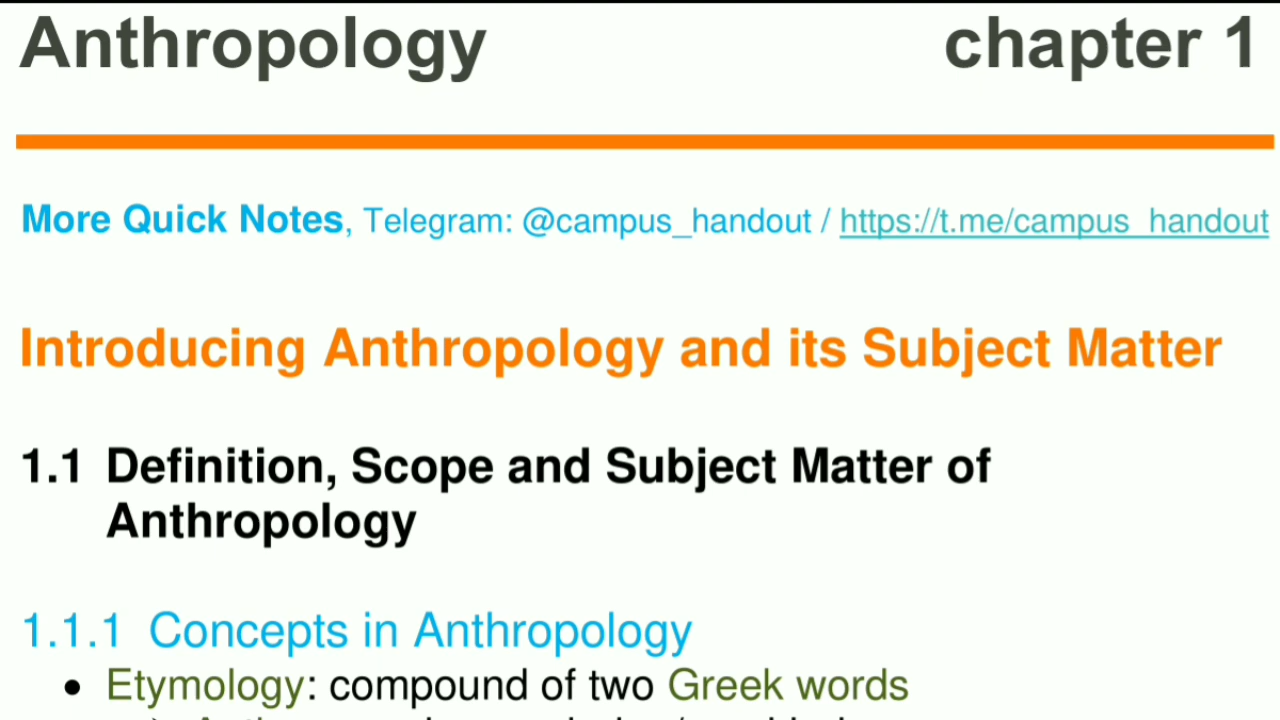 Anthropology chapter 1
More Quick Notes, Telegram: @campus_handout / https://t.me/campus_handout
Introducing Anthropology and its Subject Matter
1.1 Definition, Scope and Subject Matter of
Anthropology
1.1.1 Concepts in Anthropology
• Etymology: compound of two Greek words